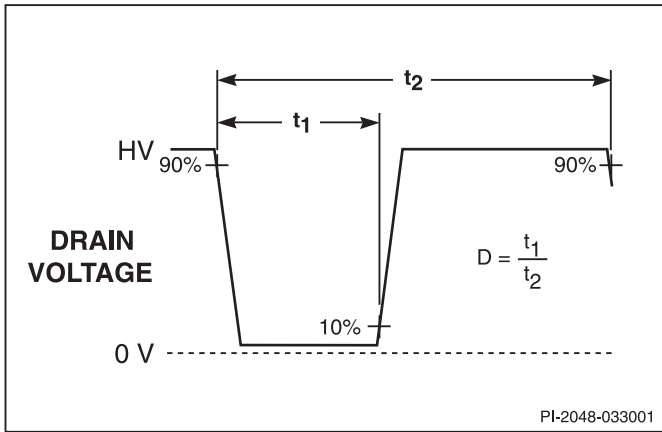 t2
t1
HV
90%
90%
DRAIN
VOLTAGE
D = t1/t2
10%
0 V
PI-2048-033001